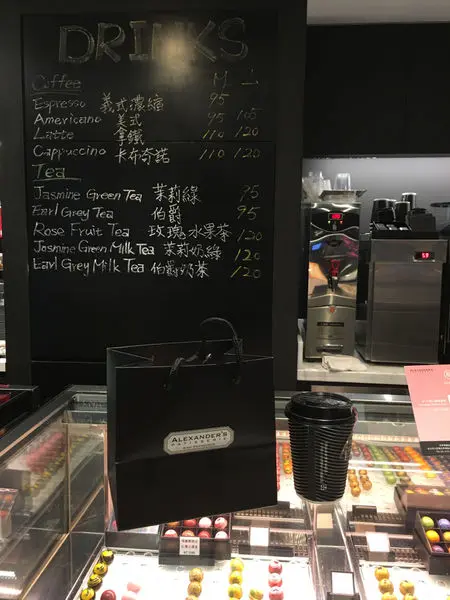 DRINKS
Coffee M L
Espresso 義式濃縮 95
Americano 美式 95 105
Latte 拿鐵 110 120
Cappuccino 卡布奇諾 110 120
Tea
Jasmine Green Tea 茉莉綠 95
Earl Grey Tea 伯爵 95
Rose Fruit Tea 玫瑰水果茶 120
Jasmine Green Milk Tea 茉莉奶綠 120
Earl Grey Milk Tea 伯爵奶茶 120
59
ALEXANDER'S
PATISSERIE